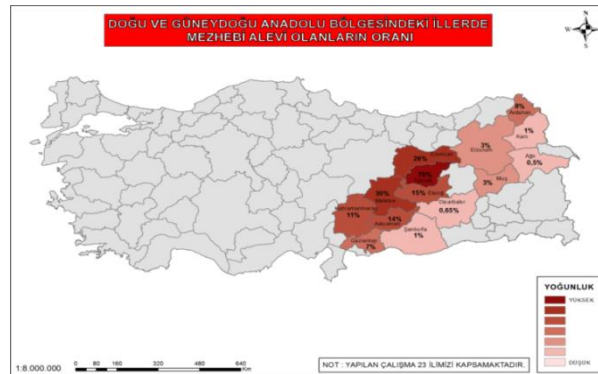 DOĞU VE GÜNEYDOĞU ANADOLU BÖLGESİNDEKİ İLLERDE
MEZHEBİ ALEVİ OLANLARIN ORANI
N
W E
S
8%
Ardahan
1%
Kars
3%
Erzurum
Ağrı
0,5%
26%
Erzincan
3%
Muş
15% Elazığ
30%
Malatya
Diyarbakır
0,65%
Kahramanmaraş
11%
14%
Adıyaman
Şanlıurfa
1%
Gaziantep
7%
YOĞUNLUK
YÜKSEK
DÜŞÜK
1:8.000.000
0 80 160 320 480 640
Km
NOT : YAPILAN ÇALIŞMA 23 İLİMİZİ KAPSAMAKTADIR.